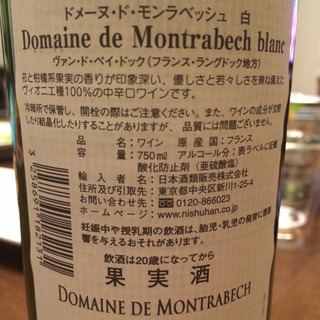 ドメーヌ・ド・モンラベッシュ 白
Domaine de Montrabech blanc
ヴァン・ド・ペイ・ドック(フランス・ラングドック地方)
花と柑橘系果実の香りが印象深い、優しさと若々しさを兼ね備えた
ヴィオニエ種100%の中辛口ワイン
冷暗所で保管し、開栓の際はご注意ください。また、ワインの成分が沈殿
したり結晶化したりすることがありますが、品質には問題ございません。
品名：ワイン 原産国：フランス
容量：750㎖ アルコール分：表ラベルに記載
酸化防止剤(亜硫酸塩)
輸入者：日本酒類販売株式会社
住所及び引取先：東京都中央区新川1-25-4
お問い合わせ先：0120-866023
ホームページ：www.nishuhan.co.jp
妊娠中や授乳期の飲酒は、胎児・乳児の発育に悪影
響を与えるおそれがあります。
飲酒は20歳になってから
果実酒
DOMAINE DE MONTRABECH